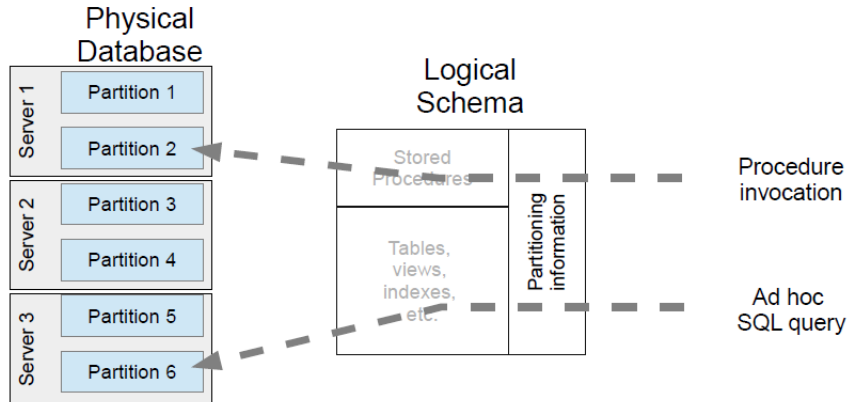 Physical
Database
Server 1
Partition 1
Partition 2
Server 2
Partition 3
Partition 4
Server 3
Partition 5
Partition 6
Logical
Schema
Stored
Procedures
Tables,
views,
indexes,
etc.
Partitioning
information
Procedure
invocation
Ad hoc
SQL query